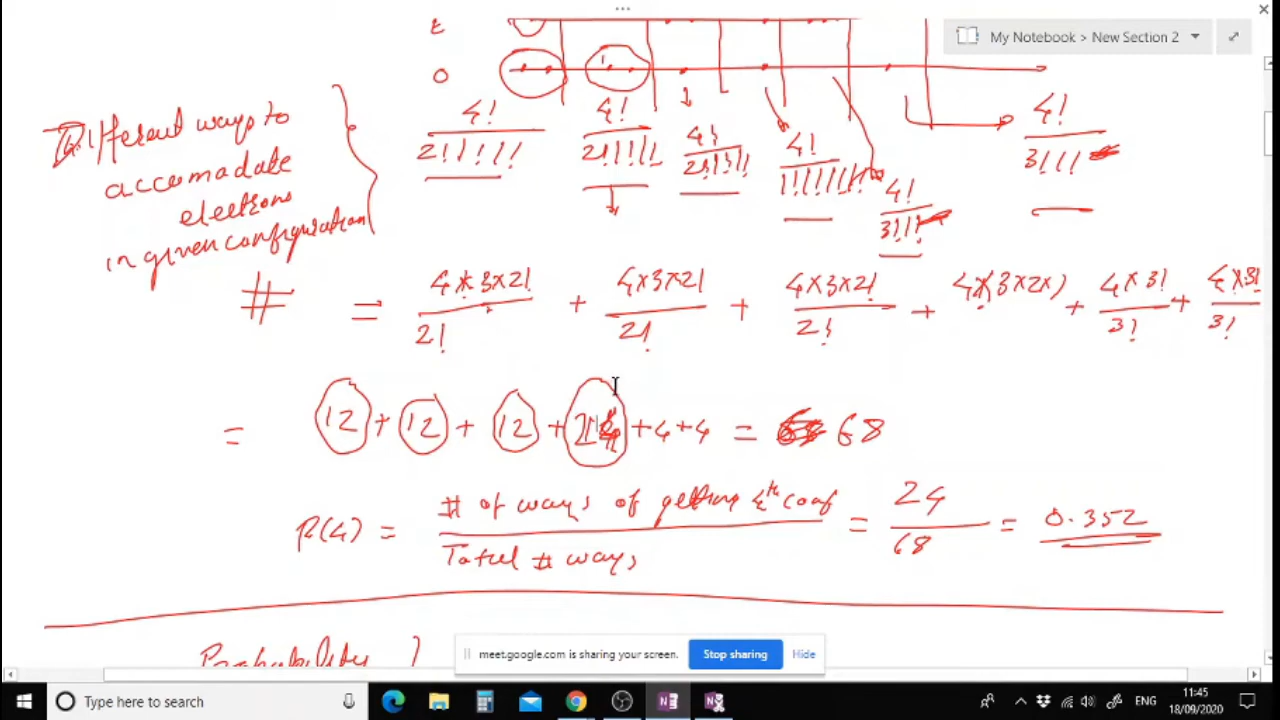 My Notebook > New Section 2
E
0
Different ways to
accomadate
electrons
in given configuration
4!/2!1!1!1! 4!/2!1!1!1! 4!/2!1!1! 4!/1!1!1!1! 4!/3!1! 4!/3!1!
# = 4×3×2!/2! + 4×3×2!/2! + 4×3×2!/2! + 4×3×2×1 + 4×3!/3! + 4×3!/3!
= 12 + 12 + 12 + 24 + 4 + 4 = 68
P(4) = # of ways of getting 4th conf / Total # ways = 24/68 = 0.352
Probability
meet.google.com is sharing your screen. Stop sharing Hide
Type here to search
ENG
11:45
18/09/2020